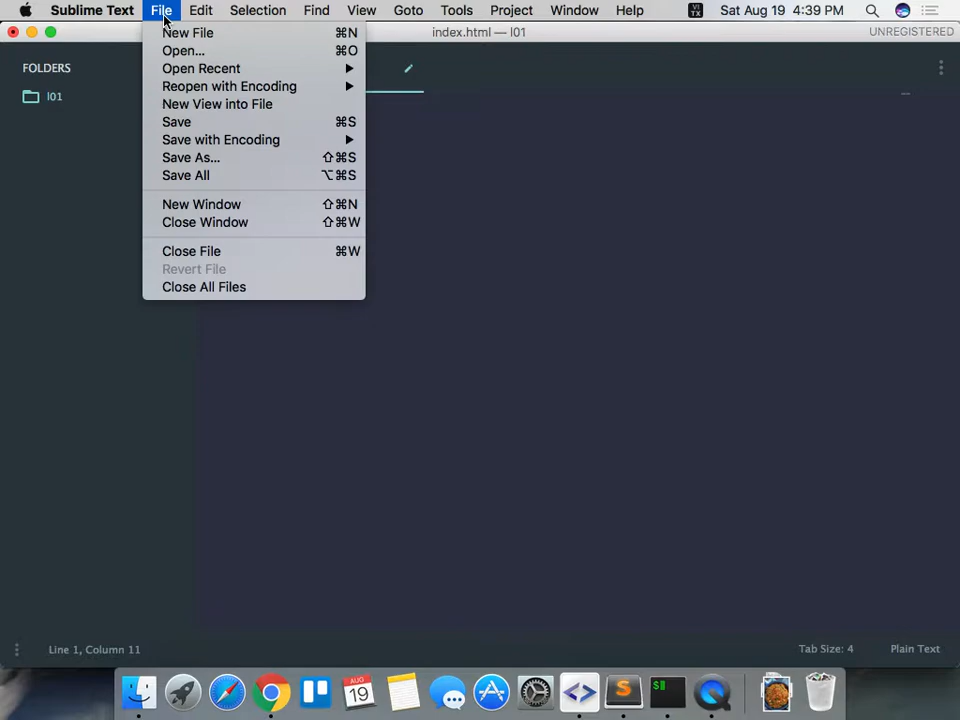 Sublime Text File Edit Selection Find View Goto Tools Project Window Help VI TX Sat Aug 19 4:39 PM
index.html — l01 UNREGISTERED
FOLDERS
l01
New File ⌘N
Open... ⌘O
Open Recent
Reopen with Encoding
New View into File
Save ⌘S
Save with Encoding
Save As... ⇧⌘S
Save All ⌥⌘S
New Window ⇧⌘N
Close Window ⇧⌘W
Close File ⌘W
Revert File
Close All Files
Line 1, Column 11 Tab Size: 4 Plain Text
AUG
19
$